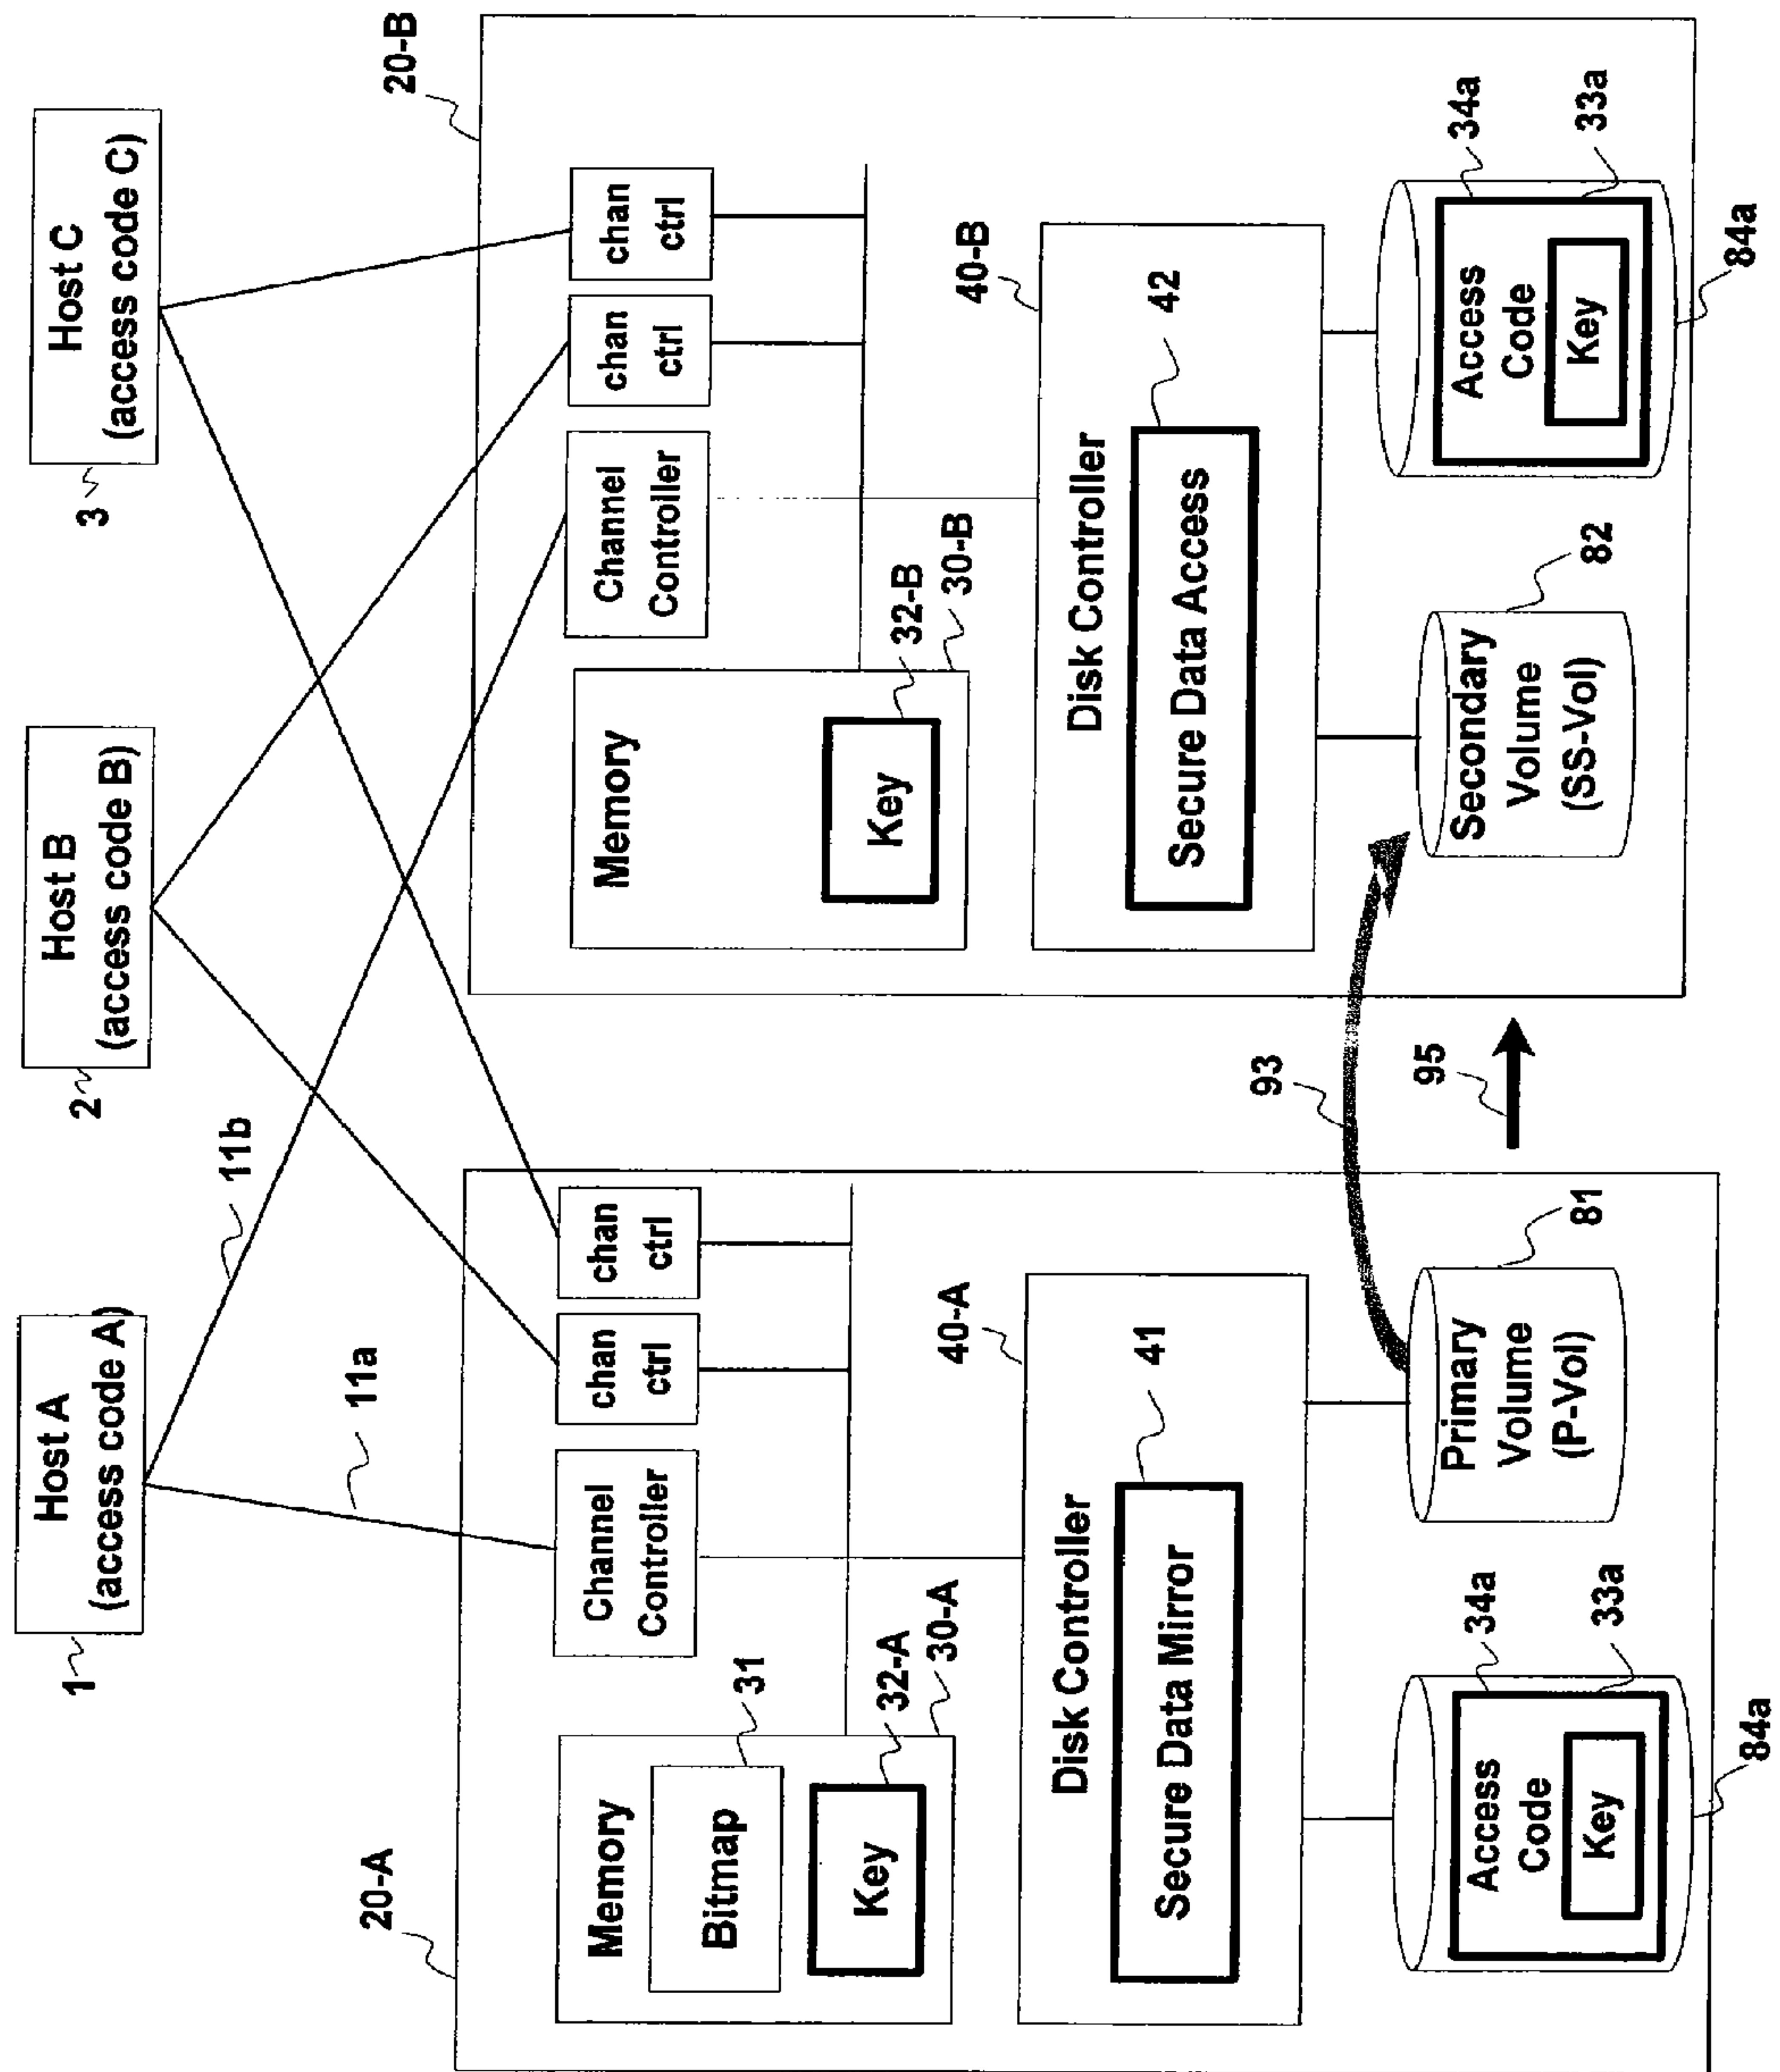 1
Host A
(access code A)
2
Host B
(access code B)
3
Host C
(access code C)
11a
11b
20-A
Memory
Bitmap
31
Key
32-A
30-A
Channel
Controller
chan
ctrl
chan
ctrl
40-A
Disk Controller
Secure Data Mirror
41
Access
Code
Key
34a
33a
84a
Primary
Volume
(P-Vol)
81
93
95
20-B
Memory
Key
32-B
30-B
Channel
Controller
chan
ctrl
chan
ctrl
40-B
Disk Controller
Secure Data Access
42
Secondary
Volume
(SS-Vol)
82
Access
Code
Key
34a
33a
84a